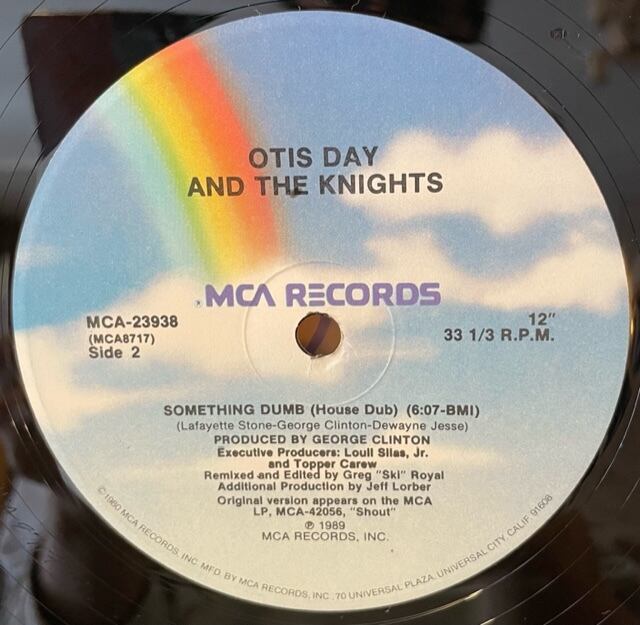 OTIS DAY
AND THE KNIGHTS
MCA RECORDS
MCA-23938
(MCA8717)
Side 2
12"
33 1/3 R.P.M.
SOMETHING DUMB (House Dub) (6:07-BMI)
(Lafayette Stone-George Clinton-Dewayne Jesse)
PRODUCED BY GEORGE CLINTON
Executive Producers: Louil Silas, Jr.
and Topper Carew
Remixed and Edited by Greg "Ski" Royal
Additional Production by Jeff Lorber
Original version appears on the MCA
LP, MCA-42056, "Shout"
℗ 1989
MCA RECORDS, INC.
© 1980 MCA RECORDS, INC. MFD. BY MCA RECORDS, INC., 70 UNIVERSAL PLAZA, UNIVERSAL CITY, CALIF. 91608